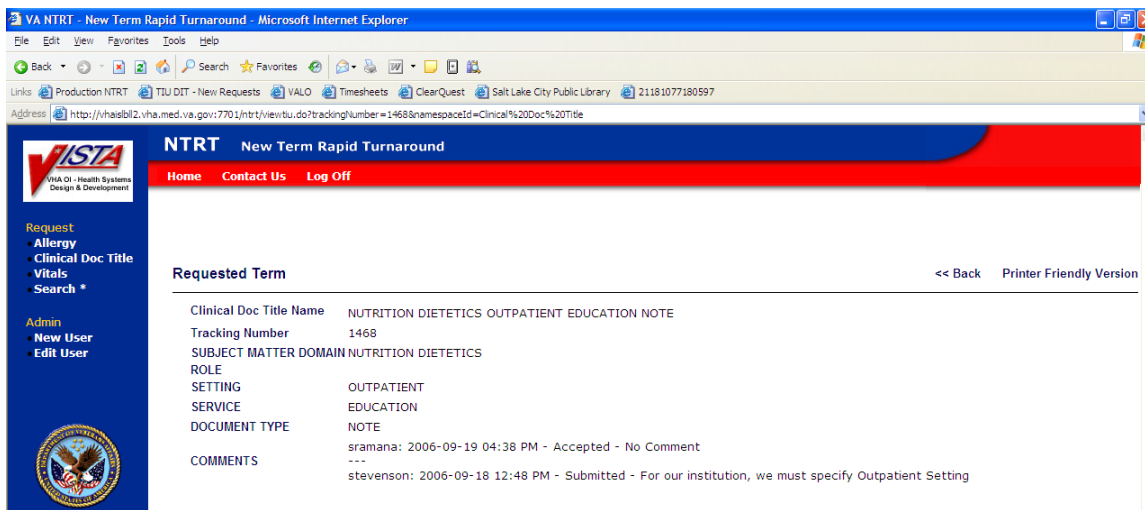 VA NTRT - New Term Rapid Turnaround - Microsoft Internet Explorer
File Edit View Favorites Tools Help
Back Search Favorites
Links Production NTRT TIU DIT - New Requests VALO Timesheets ClearQuest Salt Lake City Public Library 21181077180597
Address http://vhaislbll2.vha.med.va.gov:7701/ntrt/viewtiu.do?trackingNumber=1468&namespaceId=Clinical%20Doc%20Title
VISTA
VHA OI - Health Systems
Design & Development
NTRT New Term Rapid Turnaround
Home Contact Us Log Off
Request
Allergy
Clinical Doc Title
Vitals
Search *
Admin
New User
Edit User
Requested Term << Back Printer Friendly Version
Clinical Doc Title Name NUTRITION DIETETICS OUTPATIENT EDUCATION NOTE
Tracking Number 1468
SUBJECT MATTER DOMAIN NUTRITION DIETETICS
ROLE
SETTING OUTPATIENT
SERVICE EDUCATION
DOCUMENT TYPE NOTE
COMMENTS
sramana: 2006-09-19 04:38 PM - Accepted - No Comment
---
stevenson: 2006-09-18 12:48 PM - Submitted - For our institution, we must specify Outpatient Setting